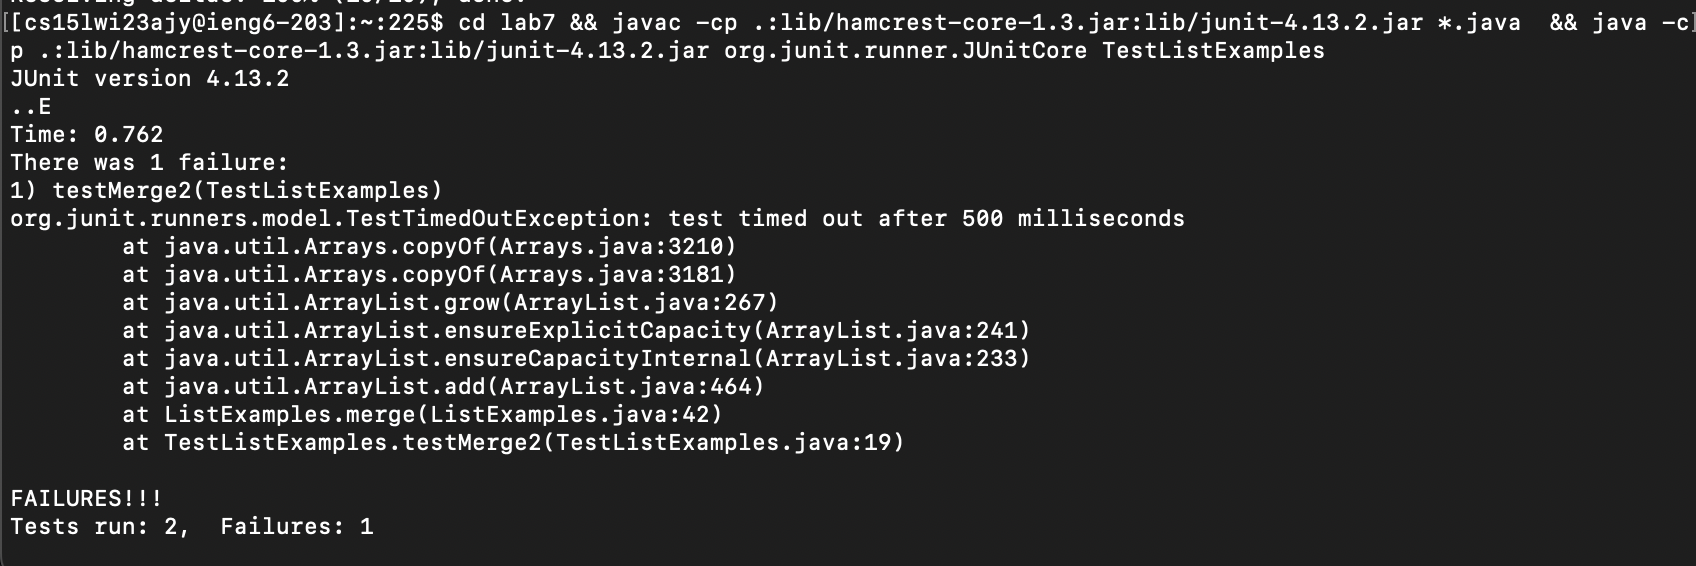 [[cs15lwi23ajy@ieng6-203]:~:225$ cd lab7 && javac -cp .:lib/hamcrest-core-1.3.jar:lib/junit-4.13.2.jar *.java  && java -c]
p .:lib/hamcrest-core-1.3.jar:lib/junit-4.13.2.jar org.junit.runner.JUnitCore TestListExamples
JUnit version 4.13.2
..E
Time: 0.762
There was 1 failure:
1) testMerge2(TestListExamples)
org.junit.runners.model.TestTimedOutException: test timed out after 500 milliseconds
        at java.util.Arrays.copyOf(Arrays.java:3210)
        at java.util.Arrays.copyOf(Arrays.java:3181)
        at java.util.ArrayList.grow(ArrayList.java:267)
        at java.util.ArrayList.ensureExplicitCapacity(ArrayList.java:241)
        at java.util.ArrayList.ensureCapacityInternal(ArrayList.java:233)
        at java.util.ArrayList.add(ArrayList.java:464)
        at ListExamples.merge(ListExamples.java:42)
        at TestListExamples.testMerge2(TestListExamples.java:19)

FAILURES!!!
Tests run: 2,  Failures: 1